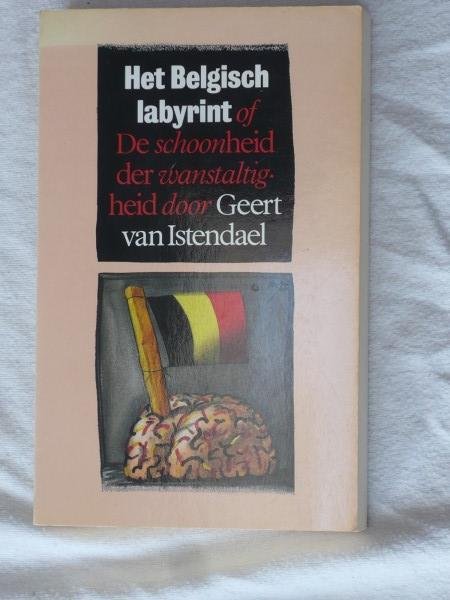 Het Belgisch
labyrint of
De schoonheid
der wanstaltig-
heid door Geert
van Istendael